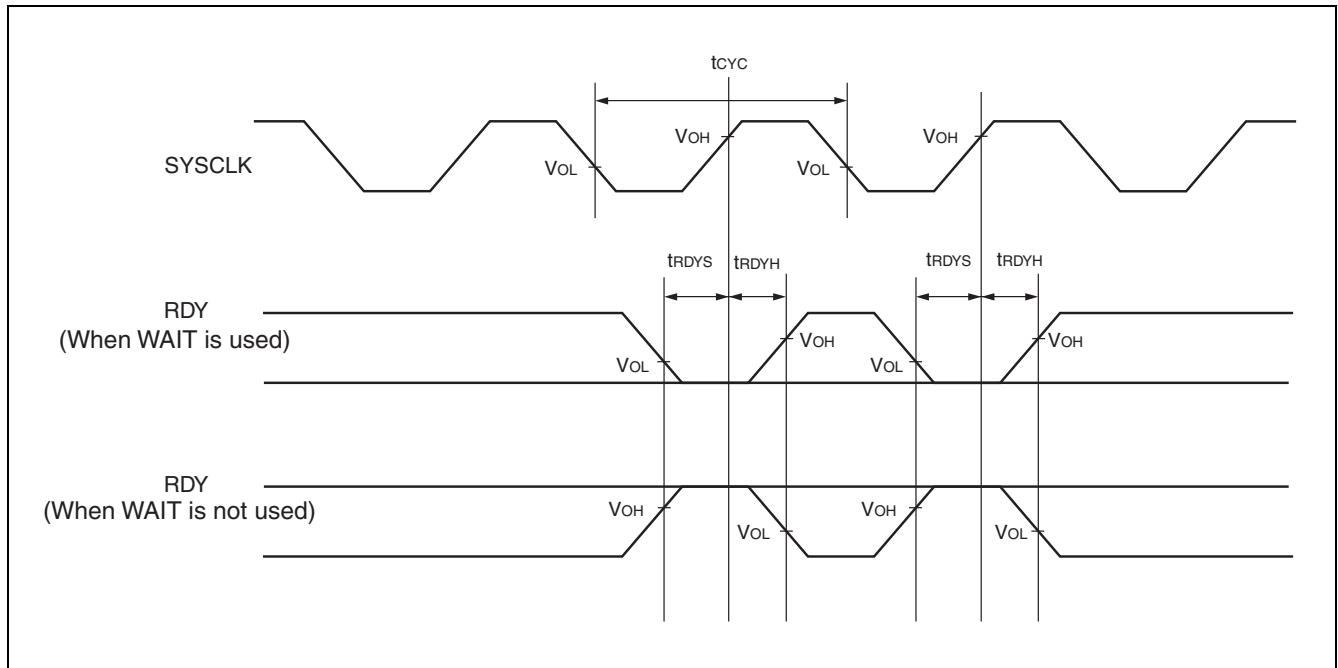 tCYC
VOH
VOH
SYSCLK
VOL
VOL
tRDYS
tRDYH
tRDYS
tRDYH
RDY
(When WAIT is used)
VOH
VOH
VOL
VOL
RDY
(When WAIT is not used)
VOH
VOH
VOL
VOL